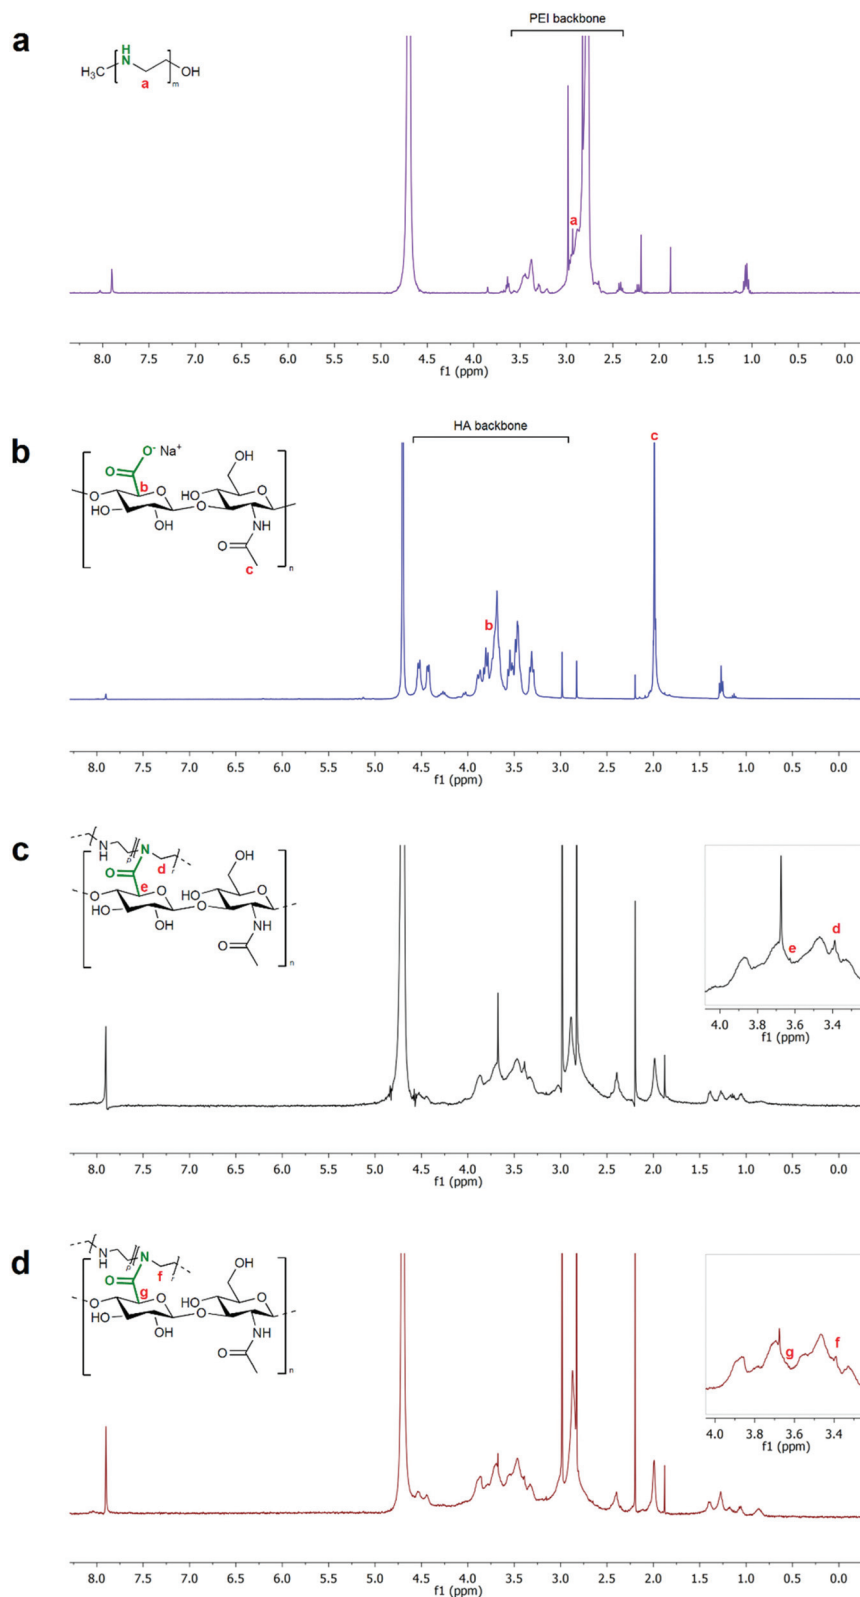 a
PEI backbone
H
N
H₃C
OH
m
a
a
8.0 7.5 7.0 6.5 6.0 5.5 5.0 4.5 4.0 3.5 3.0 2.5 2.0 1.5 1.0 0.5 0.0
f1 (ppm)
b
HA backbone
c
O⁻ Na⁺
O
OH
b
O
O
HO
O
HO
OH
O
NH
O
c
n
b
8.0 7.5 7.0 6.5 6.0 5.5 5.0 4.5 4.0 3.5 3.0 2.5 2.0 1.5 1.0 0.5 0.0
f1 (ppm)
c
H
N
N
p
r
d
O
OH
e
O
O
HO
O
HO
OH
O
NH
O
n
e
d
4.0 3.8 3.6 3.4
f1 (ppm)
8.0 7.5 7.0 6.5 6.0 5.5 5.0 4.5 4.0 3.5 3.0 2.5 2.0 1.5 1.0 0.5 0.0
f1 (ppm)
d
H
N
N
p
r
f
O
OH
g
O
O
HO
O
HO
OH
O
NH
O
n
g
f
4.0 3.8 3.6 3.4
f1 (ppm)
8.0 7.5 7.0 6.5 6.0 5.5 5.0 4.5 4.0 3.5 3.0 2.5 2.0 1.5 1.0 0.5 0.0
f1 (ppm)